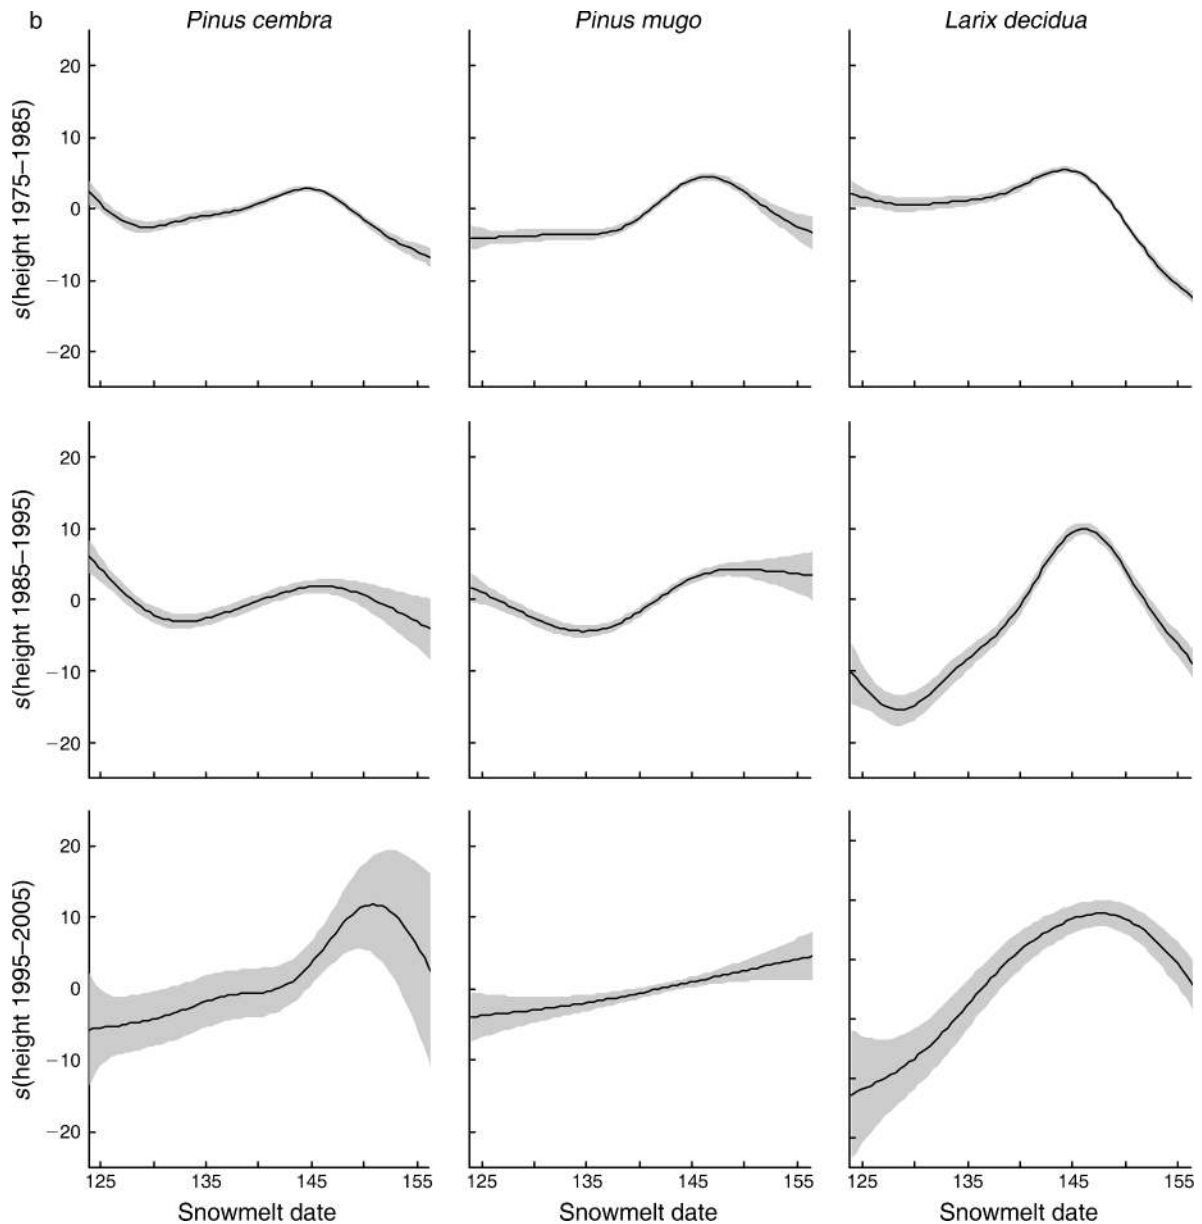 b
Pinus cembra Pinus mugo Larix decidua
s(height 1975–1985)
20
10
0
−10
−20
s(height 1985–1995)
20
10
0
−10
−20
s(height 1995–2005)
20
10
0
−10
−20
125 135 145 155 125 135 145 155 125 135 145 155
Snowmelt date Snowmelt date Snowmelt date